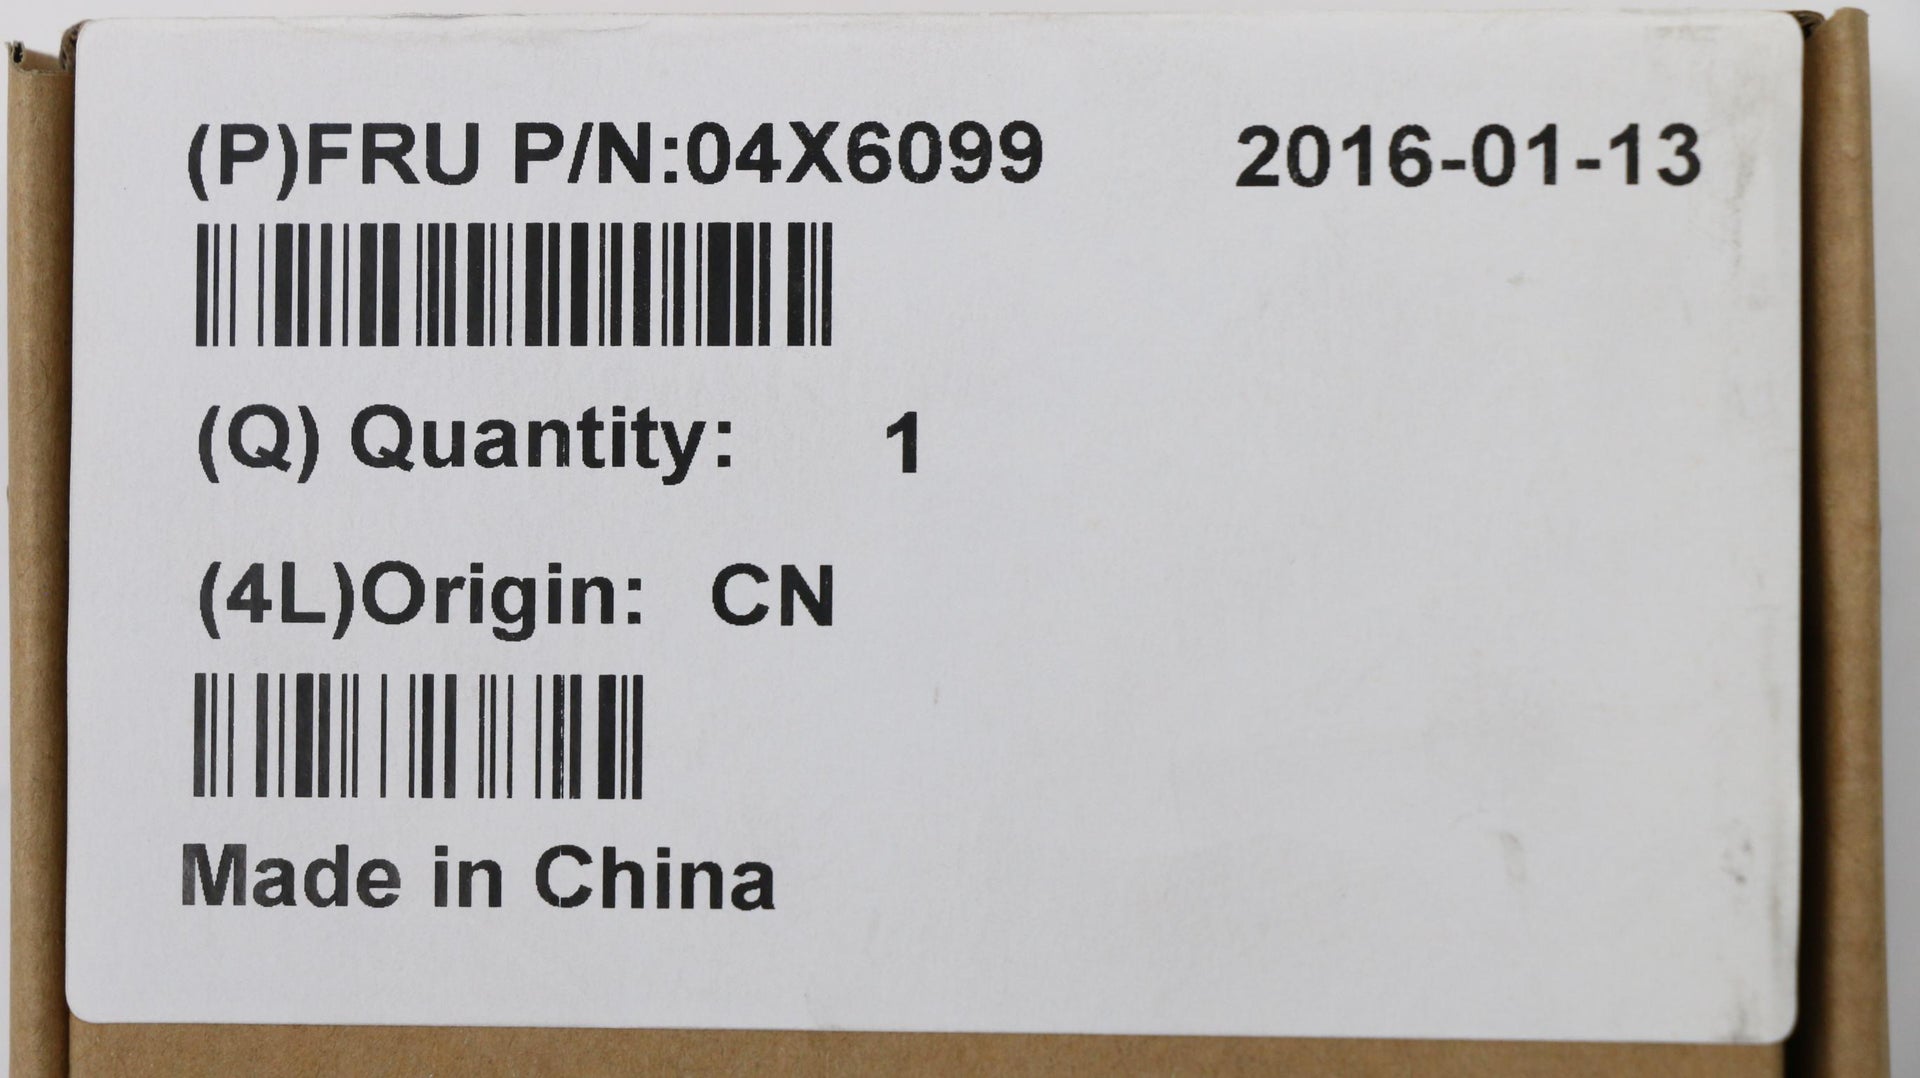 (P)FRU P/N:04X6099 2016-01-13
(Q) Quantity: 1
(4L)Origin: CN
Made in China